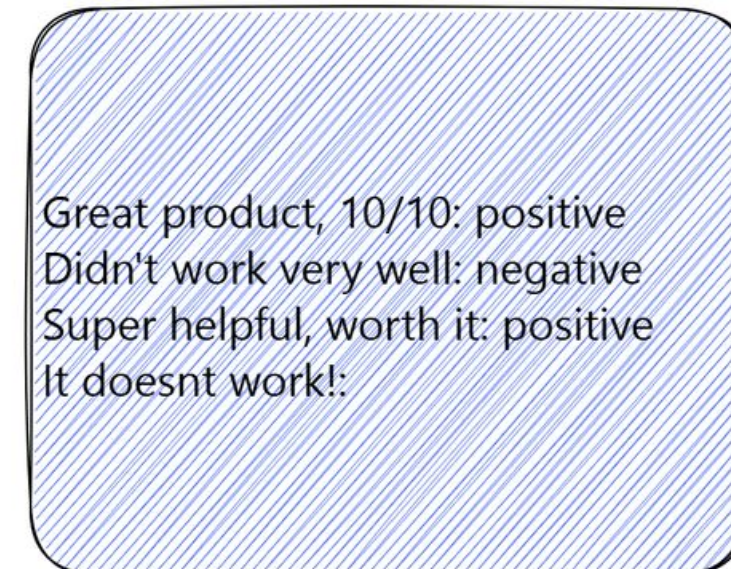 Great product, 10/10: positive
Didn't work very well: negative
Super helpful, worth it: positive
It doesnt work!: